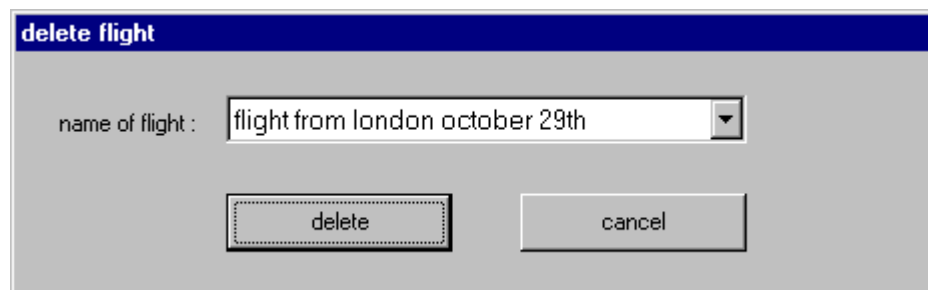 delete flight
name of flight : flight from london october 29th
delete cancel